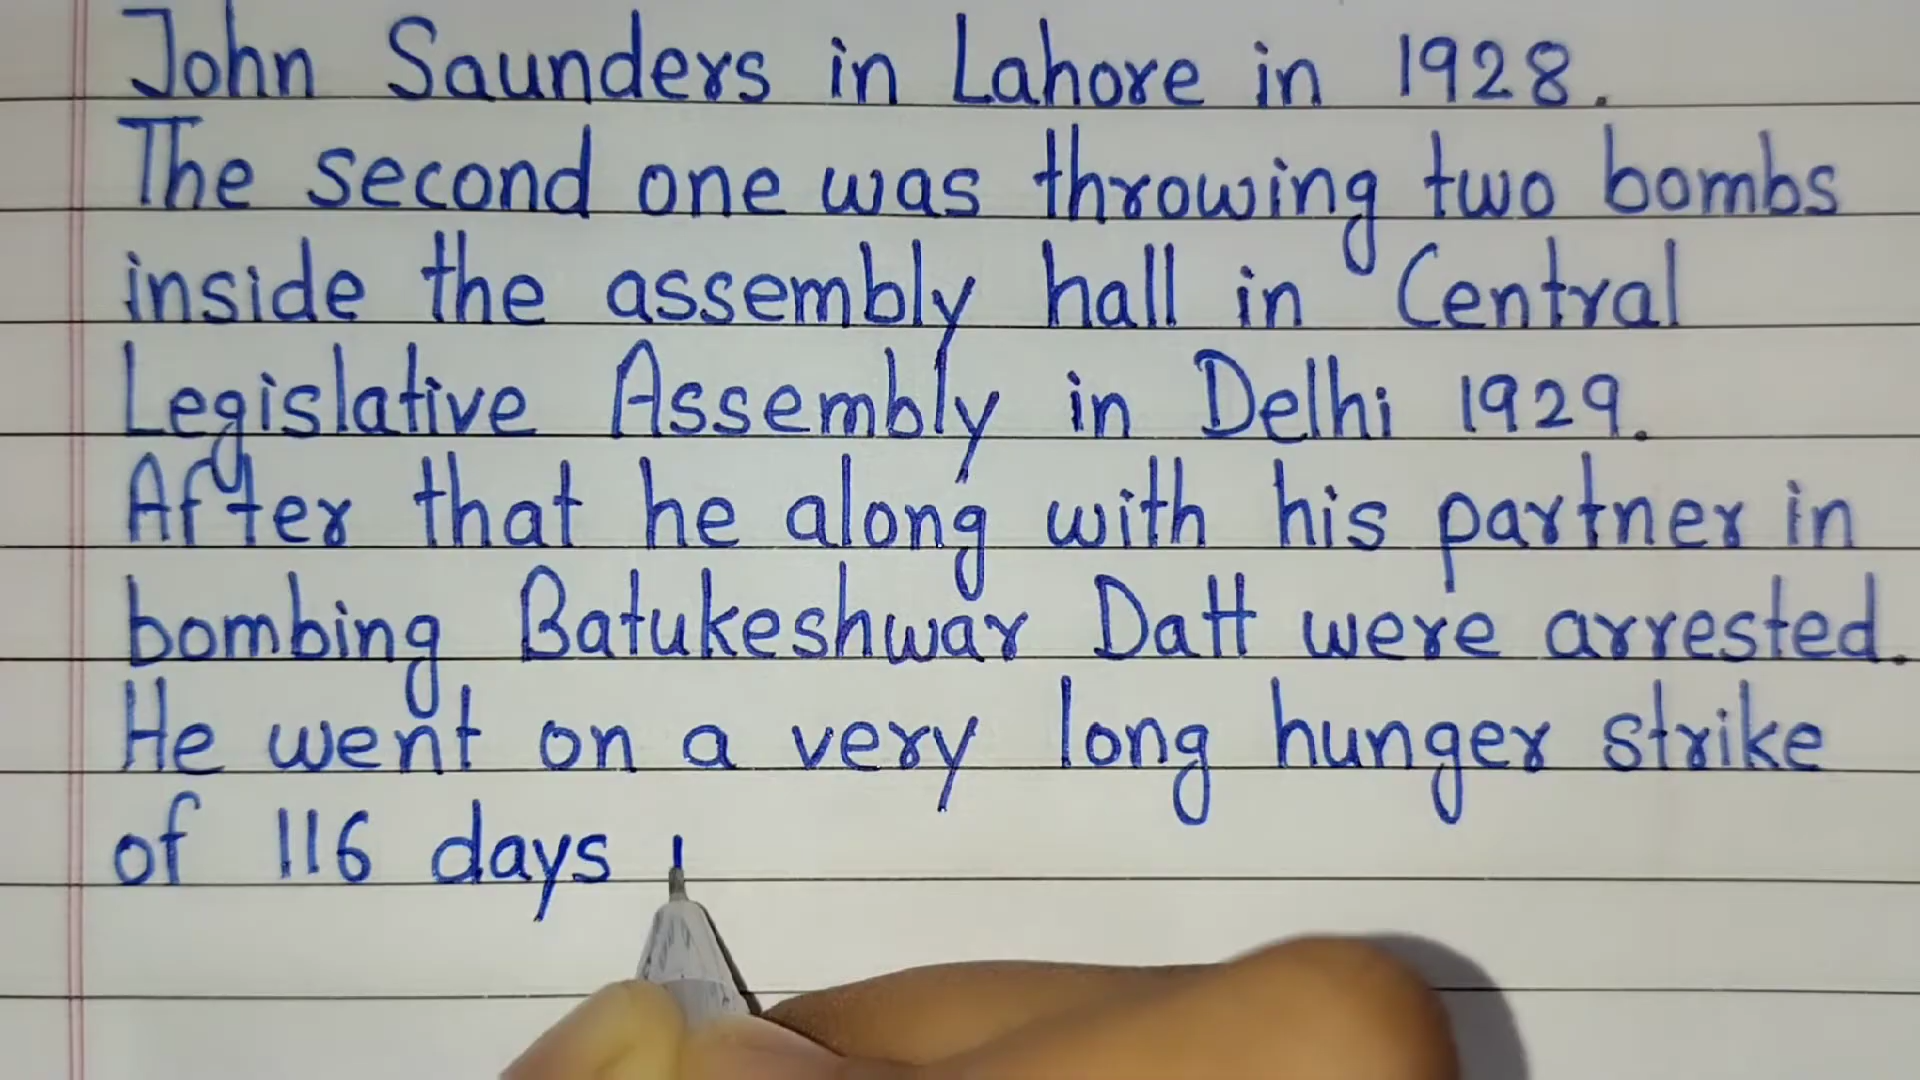 John Saunders in Lahore in 1928.
The second one was throwing two bombs
inside the assembly hall in Central
Legislative Assembly in Delhi 1929.
After that he along with his partner in
bombing Batukeshwar Datt were arrested.
He went on a very long hunger strike
of 116 days